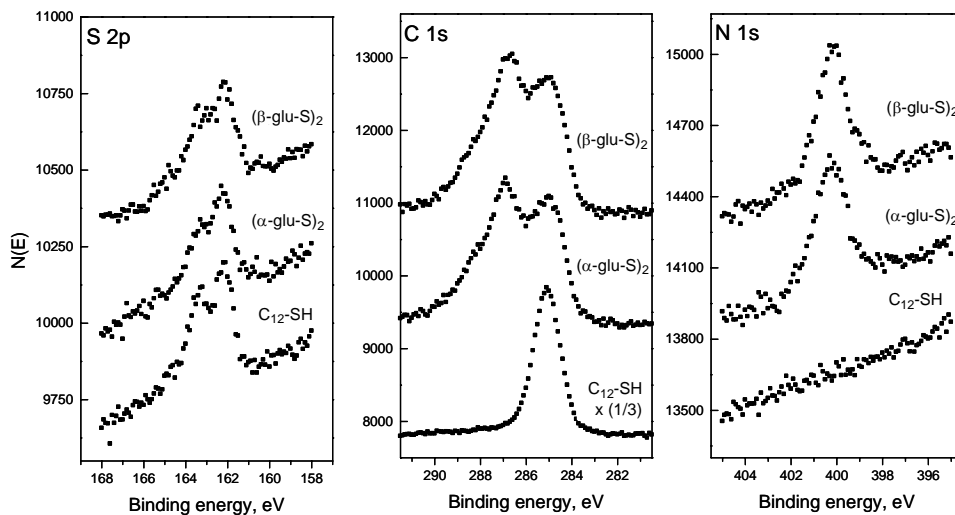 S 2p
11000
10750
10500
10250
10000
9750
N(E)
(β-glu-S)2
(α-glu-S)2
C12-SH
168 166 164 162 160 158
Binding energy, eV
C 1s
13000
12000
11000
10000
9000
8000
(β-glu-S)2
(α-glu-S)2
C12-SH
x (1/3)
290 288 286 284 282
Binding energy, eV
N 1s
15000
14700
14400
14100
13800
13500
(β-glu-S)2
(α-glu-S)2
C12-SH
404 402 400 398 396
Binding energy, eV